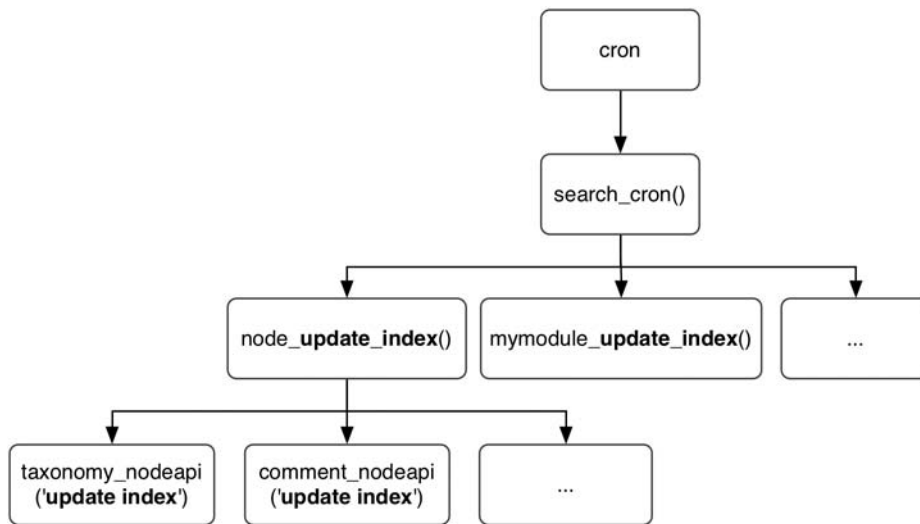 cron
search_cron()
node_update_index()
mymodule_update_index()
...
taxonomy_nodeapi
('update index')
comment_nodeapi
('update index')
...